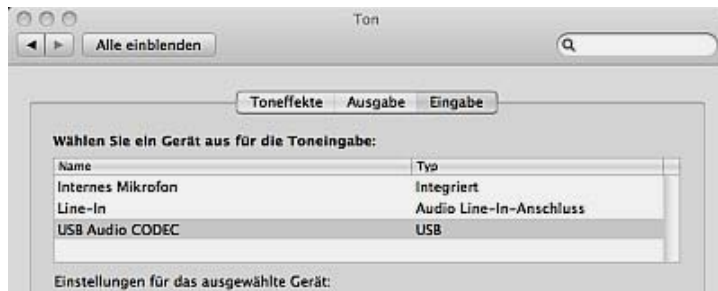 Ton
Alle einblenden
Toneffekte Ausgabe Eingabe
Wählen Sie ein Gerät aus für die Toneingabe:
Name Typ
Internes Mikrofon Integriert
Line-In Audio Line-In-Anschluss
USB Audio CODEC USB
Einstellungen für das ausgewählte Gerät: